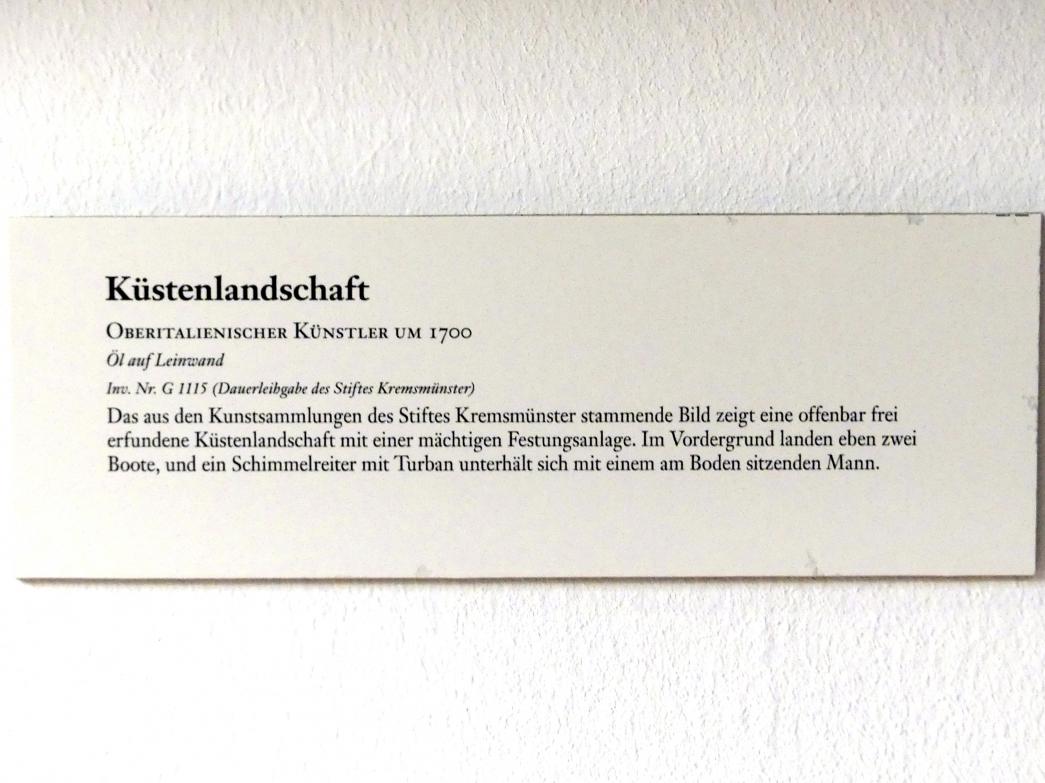 Küstenlandschaft
Oberitalienischer Künstler um 1700
Öl auf Leinwand
Inv. Nr. G 1115 (Dauerleihgabe des Stiftes Kremsmünster)
Das aus den Kunstsammlungen des Stiftes Kremsmünster stammende Bild zeigt eine offenbar frei
erfundene Küstenlandschaft mit einer mächtigen Festungsanlage. Im Vordergrund landen eben zwei
Boote, und ein Schimmelreiter mit Turban unterhält sich mit einem am Boden sitzenden Mann.